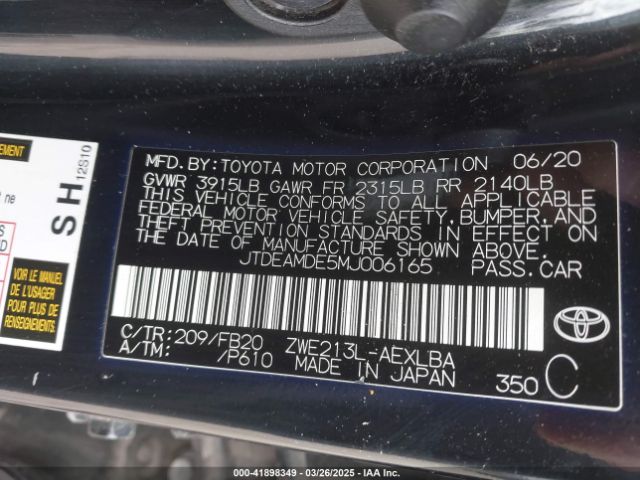 MFD. BY: TOYOTA MOTOR CORPORATION 06/20
GVWR 3915LB GAWR FR 2315LB RR 2140LB
THIS VEHICLE CONFORMS TO ALL APPLICABLE
FEDERAL MOTOR VEHICLE SAFETY, BUMPER, AND
THEFT PREVENTION STANDARDS IN EFFECT ON
THE DATE OF MANUFACTURE SHOWN ABOVE.
JTDEAMDE5MJ006165 PASS.CAR
C/TR: 209/FB20 ZWE213L-AEXLBA
A/TM: /P610 MADE IN JAPAN 350 C
TOYOTA
EMENT
t ne
S
D
SH 12S10
VOIR LE MANUEL
DE L'USAGER
POUR PLUS DE
RENSEIGNEMENTS
000-41898349 | 03/26/2025 | IAA Inc.